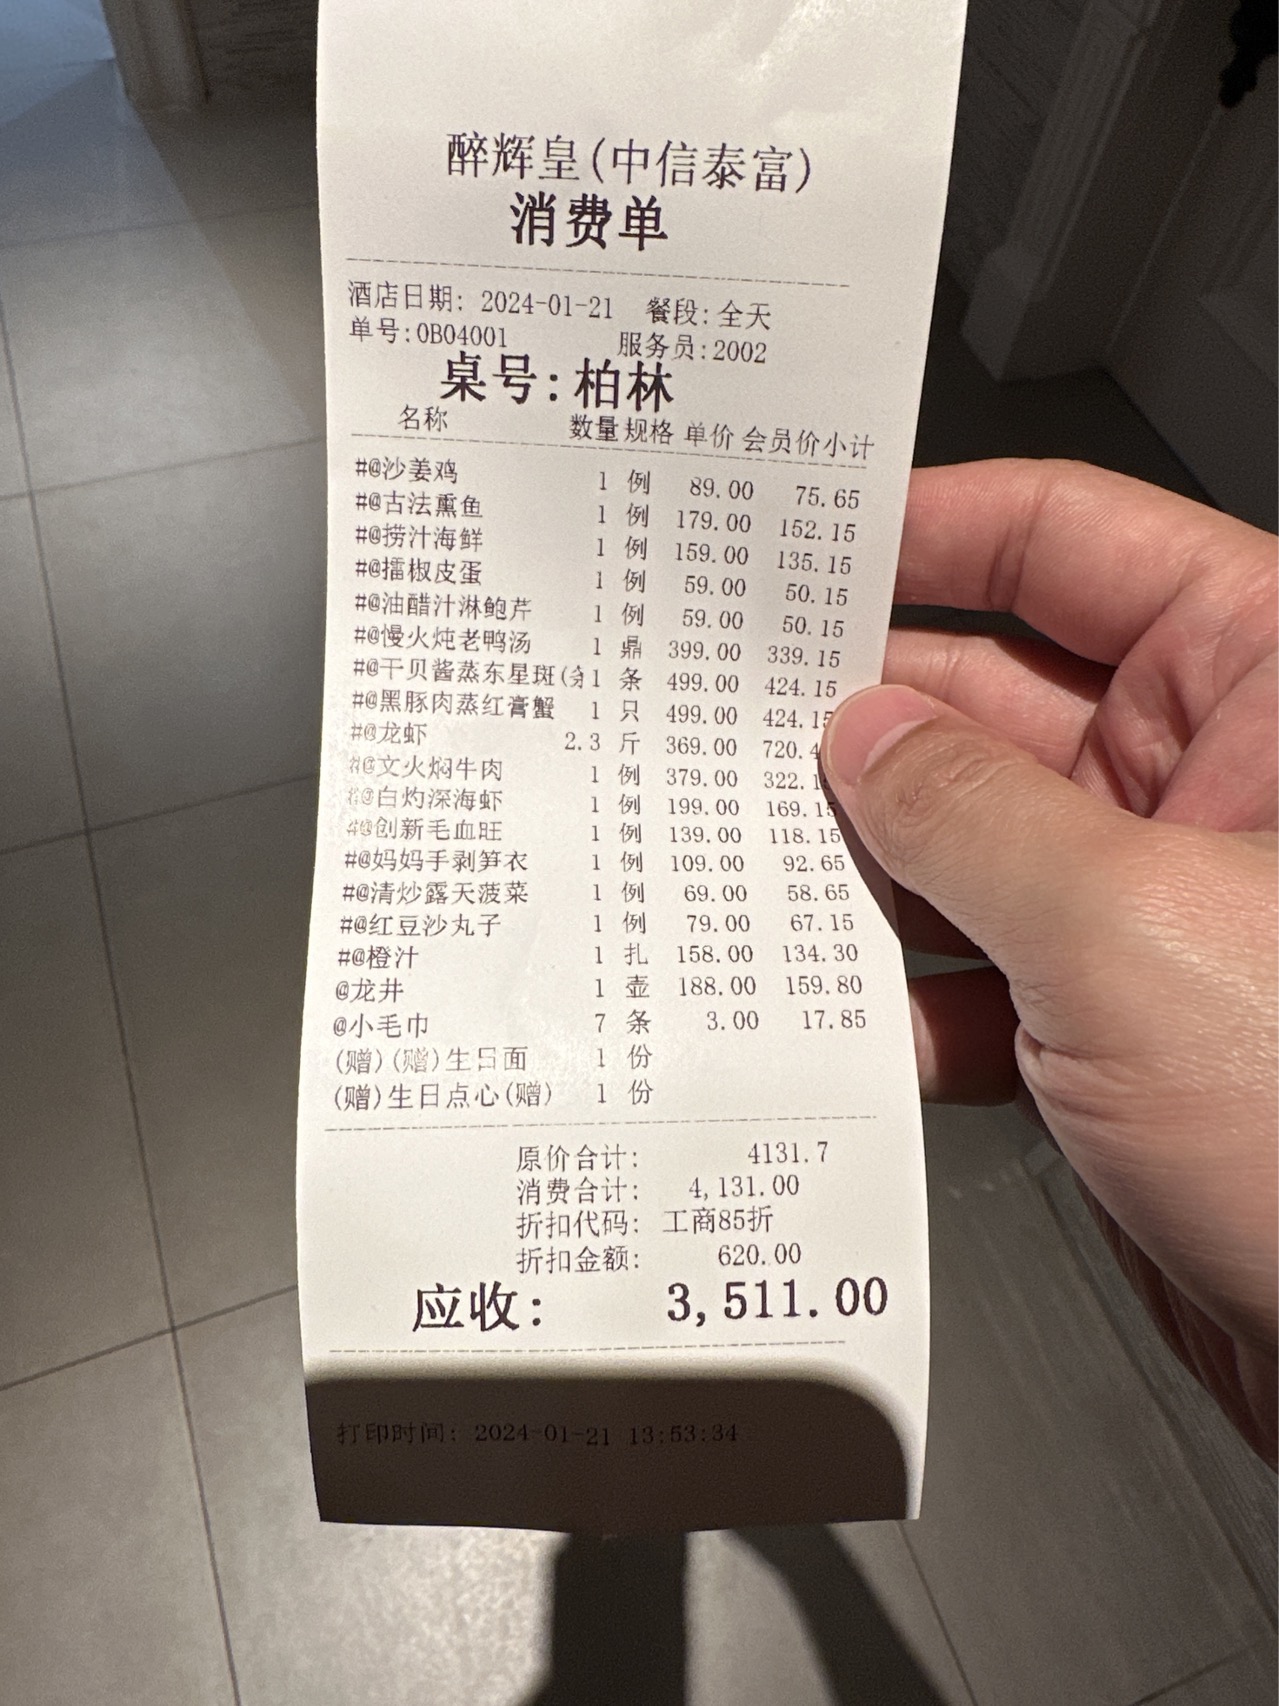 醉辉皇(中信泰富)
消费单
酒店日期: 2024-01-21 餐段:全天
单号:0B04001 服务员:2002
桌号:柏林
名称 数量 规格 单价 会员价小计
#@沙姜鸡 1 例 89.00 75.65
#@古法熏鱼 1 例 179.00 152.15
#@捞汁海鲜 1 例 159.00 135.15
#@擂椒皮蛋 1 例 59.00 50.15
#@油醋汁淋鲍芹 1 例 59.00 50.15
#@慢火炖老鸭汤 1 鼎 399.00 339.15
#@干贝酱蒸东星斑( 1 条 499.00 424.15
#@黑豚肉蒸红膏蟹 1 只 499.00 424.15
#@龙虾 2.3 斤 369.00 720.4
#@文火焖牛肉 1 例 379.00 322.1
#@白灼深海虾 1 例 199.00 169.15
#@创新毛血旺 1 例 139.00 118.15
#@妈妈手剥笋衣 1 例 109.00 92.65
#@清炒露天菠菜 1 例 69.00 58.65
#@红豆沙丸子 1 例 79.00 67.15
#@橙汁 1 扎 158.00 134.30
@龙井 1 壶 188.00 159.80
@小毛巾 7 条 3.00 17.85
(赠)(赠)生日面 1 份
(赠)生日点心(赠) 1 份
原价合计: 4131.7
消费合计: 4,131.00
折扣代码: 工商85折
折扣金额: 620.00
应收: 3,511.00
打印时间: 2024-01-21 13:53:34